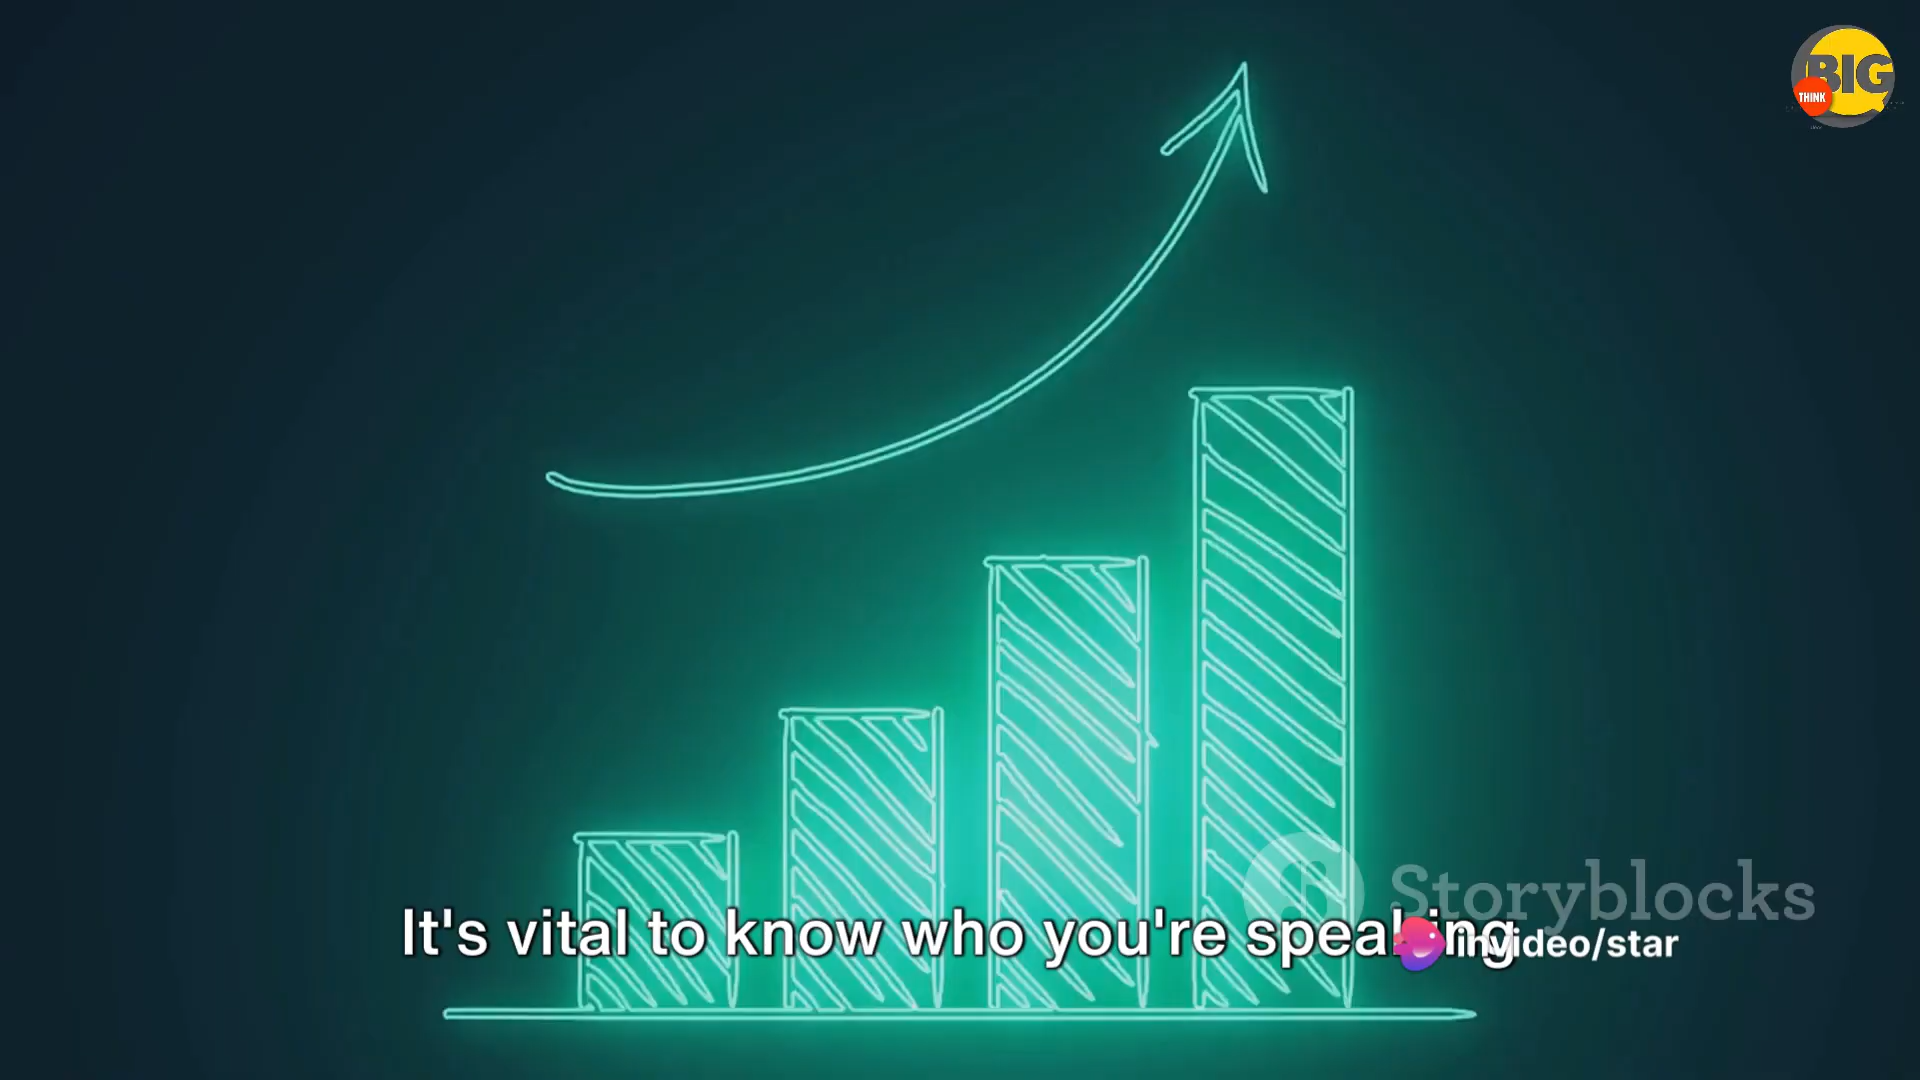 BIG
THINK
Storyblocks
It's vital to know who you're speaking
invideo/star